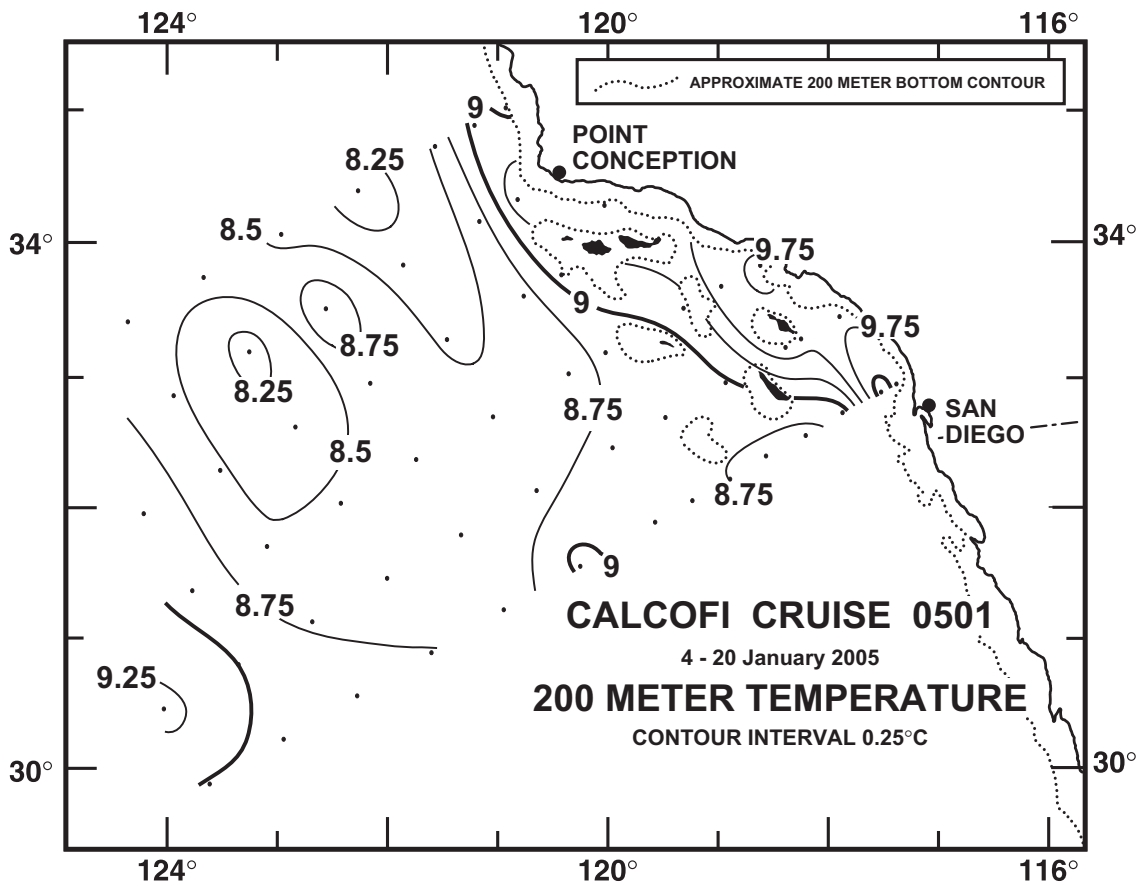 124° 120° 116°
APPROXIMATE 200 METER BOTTOM CONTOUR
9
POINT
CONCEPTION
8.25
8.5
34° 34°
9.75
9
8.75
9.75
8.25
8.75
SAN
DIEGO
8.5
8.75
9
8.75
CALCOFI CRUISE 0501
4 - 20 January 2005
9.25
200 METER TEMPERATURE
CONTOUR INTERVAL 0.25°C
30° 30°
124° 120° 116°